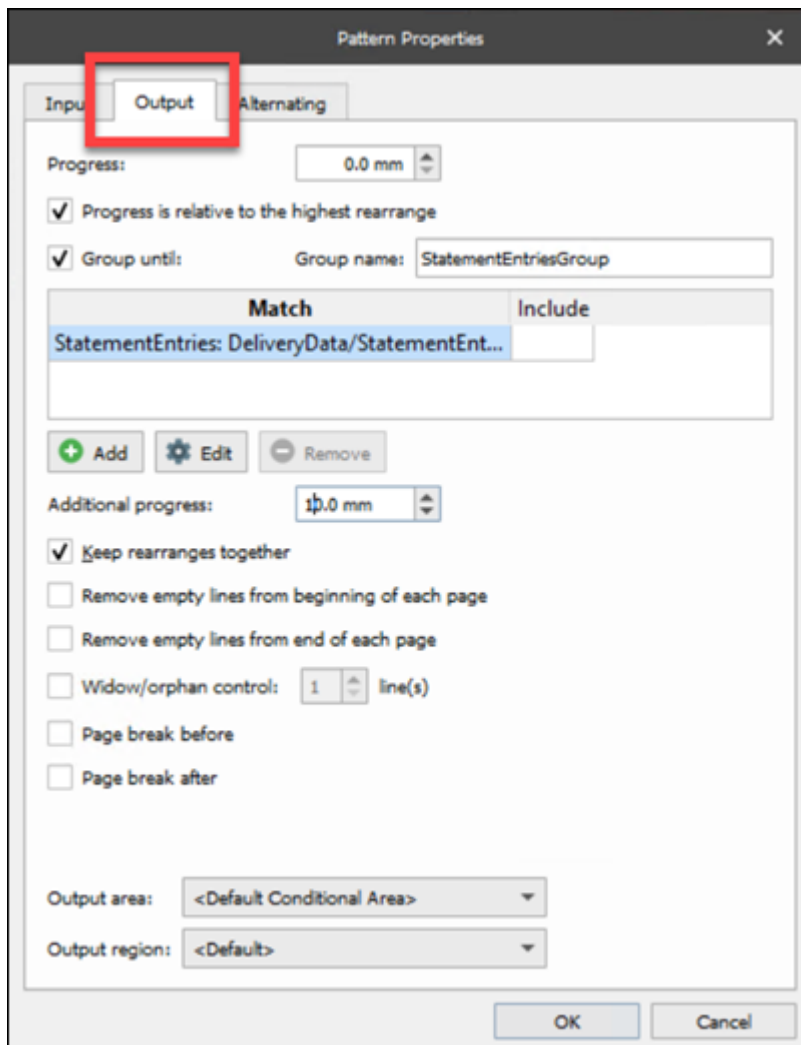 Pattern Properties
Input Output Alternating
Progress: 0.0 mm
Progress is relative to the highest rearrange
Group until: Group name: StatementEntriesGroup
Match Include
StatementEntries: DeliveryData/StatementEnt...
Add Edit Remove
Additional progress: 10.0 mm
Keep rearranges together
Remove empty lines from beginning of each page
Remove empty lines from end of each page
Widow/orphan control: 1 line(s)
Page break before
Page break after
Output area: <Default Conditional Area>
Output region: <Default>
OK Cancel